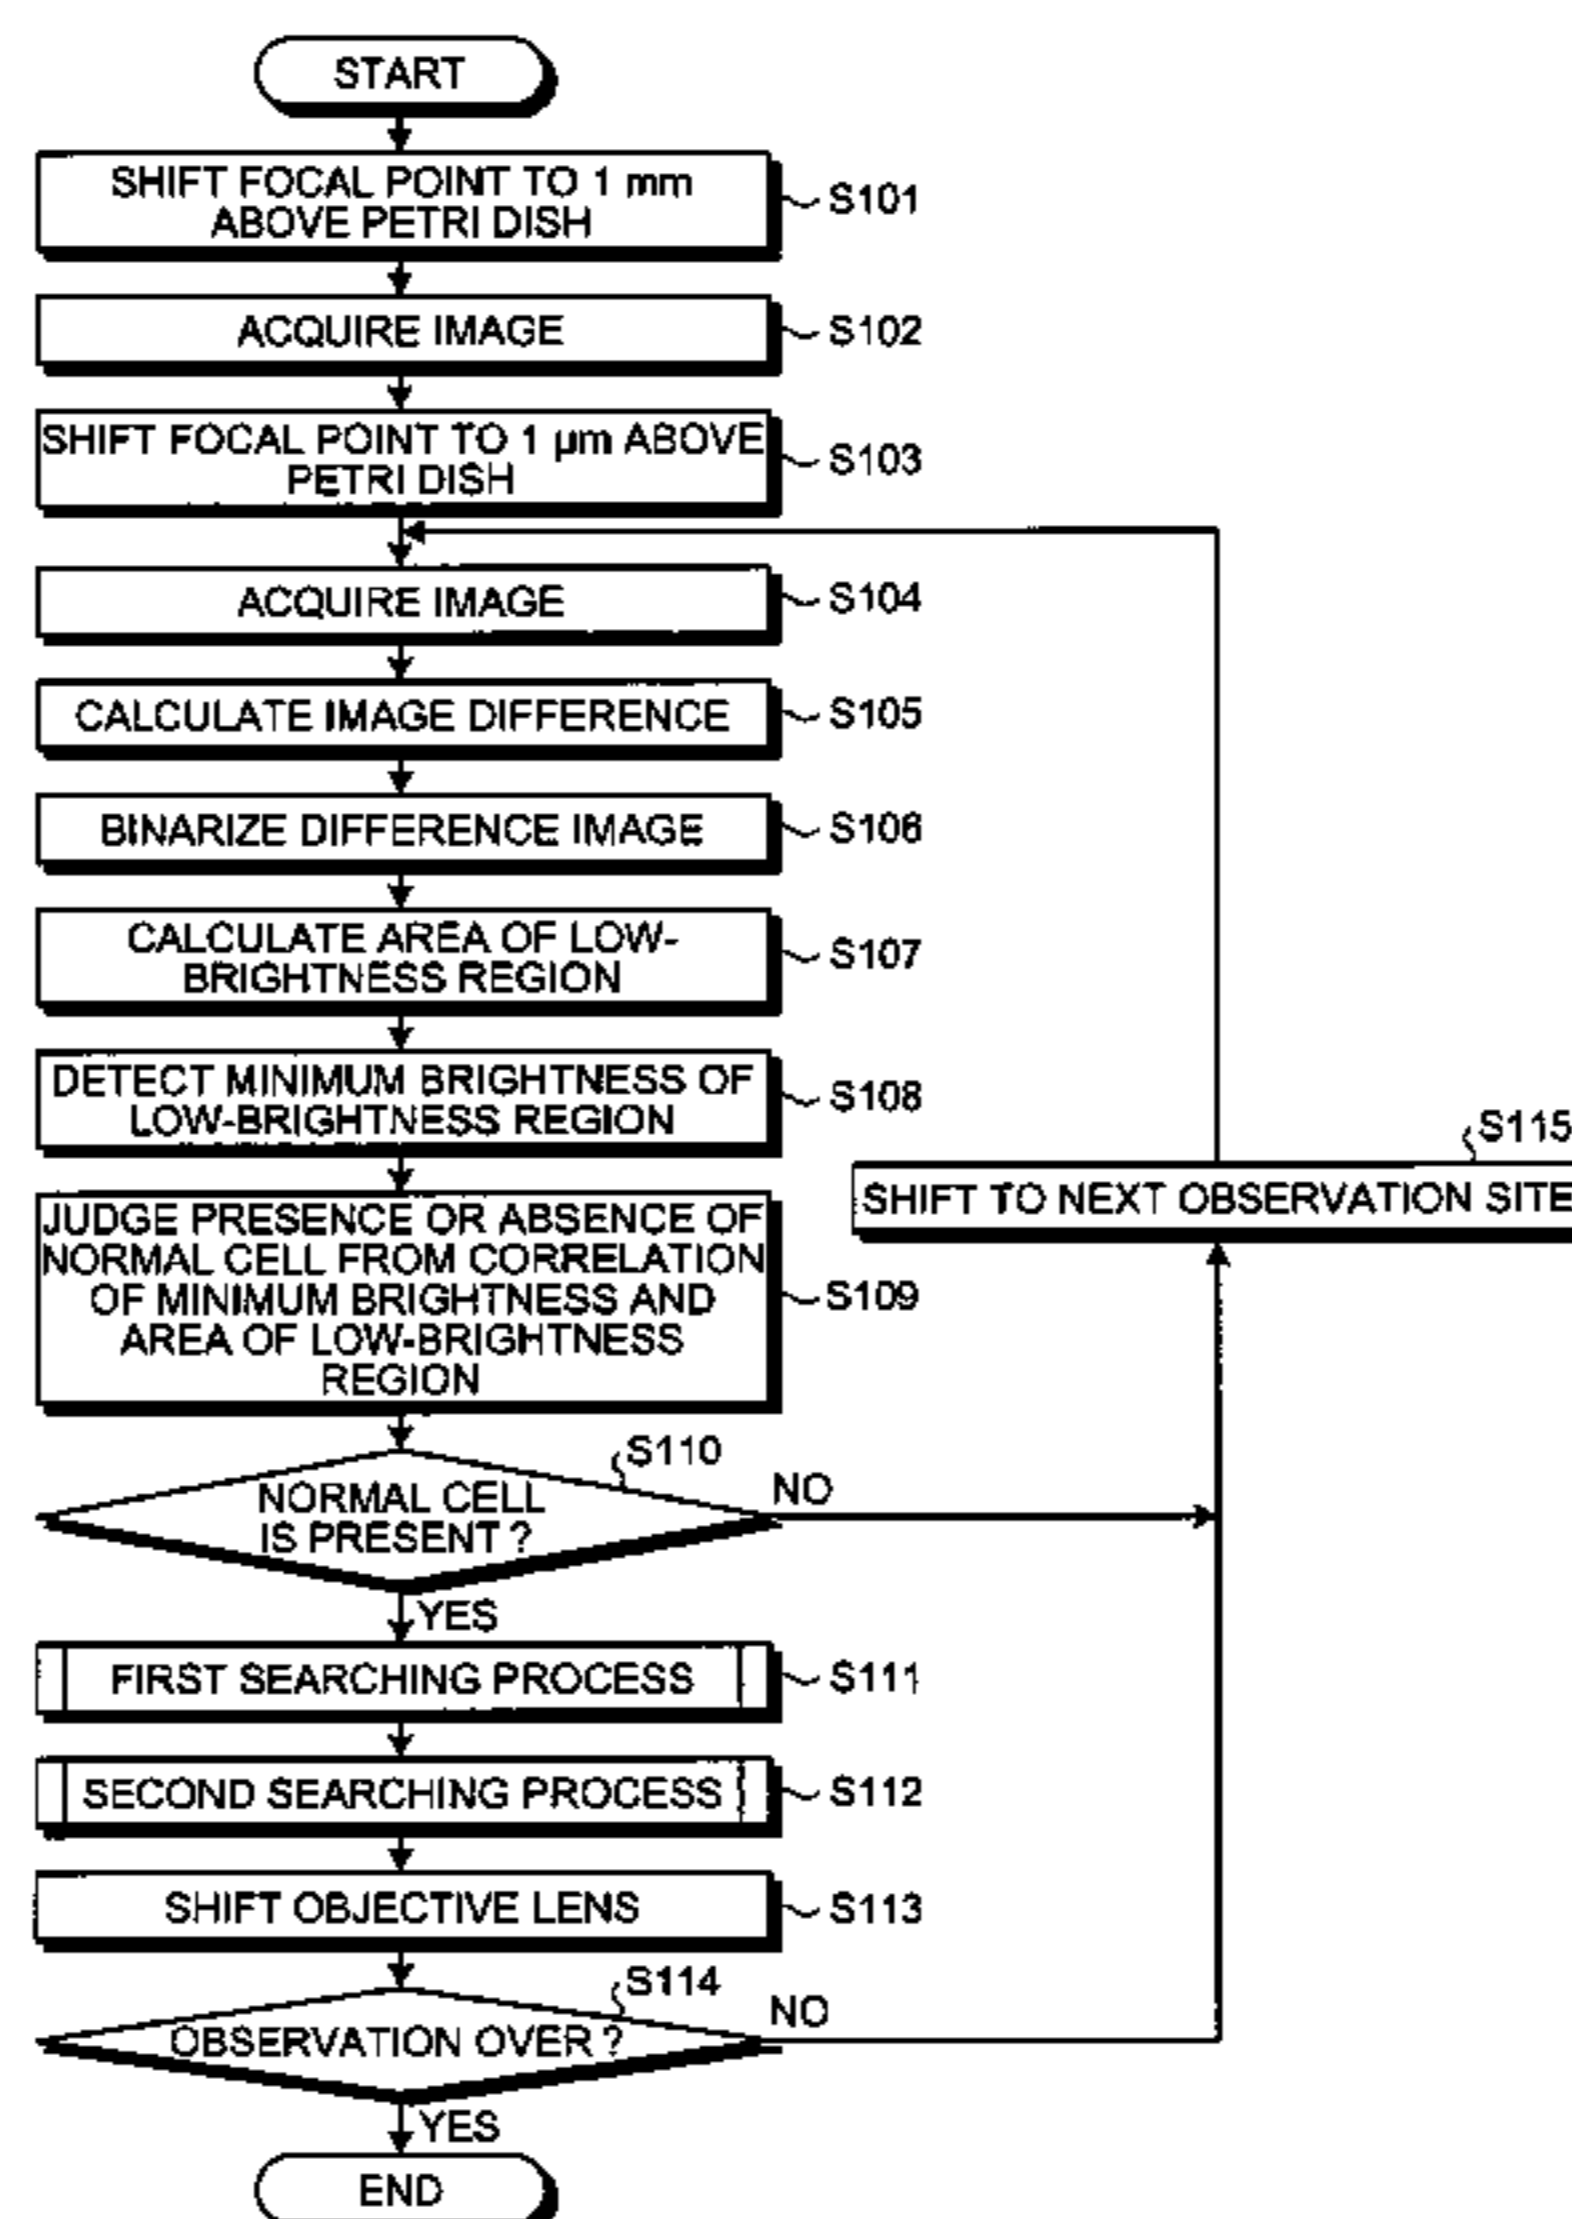 START
SHIFT FOCAL POINT TO 1 mm
ABOVE PETRI DISH
S101
ACQUIRE IMAGE
S102
SHIFT FOCAL POINT TO 1 µm ABOVE
PETRI DISH
S103
ACQUIRE IMAGE
S104
CALCULATE IMAGE DIFFERENCE
S105
BINARIZE DIFFERENCE IMAGE
S106
CALCULATE AREA OF LOW-
BRIGHTNESS REGION
S107
DETECT MINIMUM BRIGHTNESS OF
LOW-BRIGHTNESS REGION
S108
S115
SHIFT TO NEXT OBSERVATION SITE
JUDGE PRESENCE OR ABSENCE OF
NORMAL CELL FROM CORRELATION
OF MINIMUM BRIGHTNESS AND
AREA OF LOW-BRIGHTNESS
REGION
S109
S110
NORMAL CELL
IS PRESENT ?
NO
YES
FIRST SEARCHING PROCESS
S111
SECOND SEARCHING PROCESS
S112
SHIFT OBJECTIVE LENS
S113
S114
OBSERVATION OVER ?
NO
YES
END